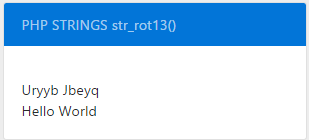 PHP STRINGS str_rot13()
Uryyb Jbeyq
Hello World